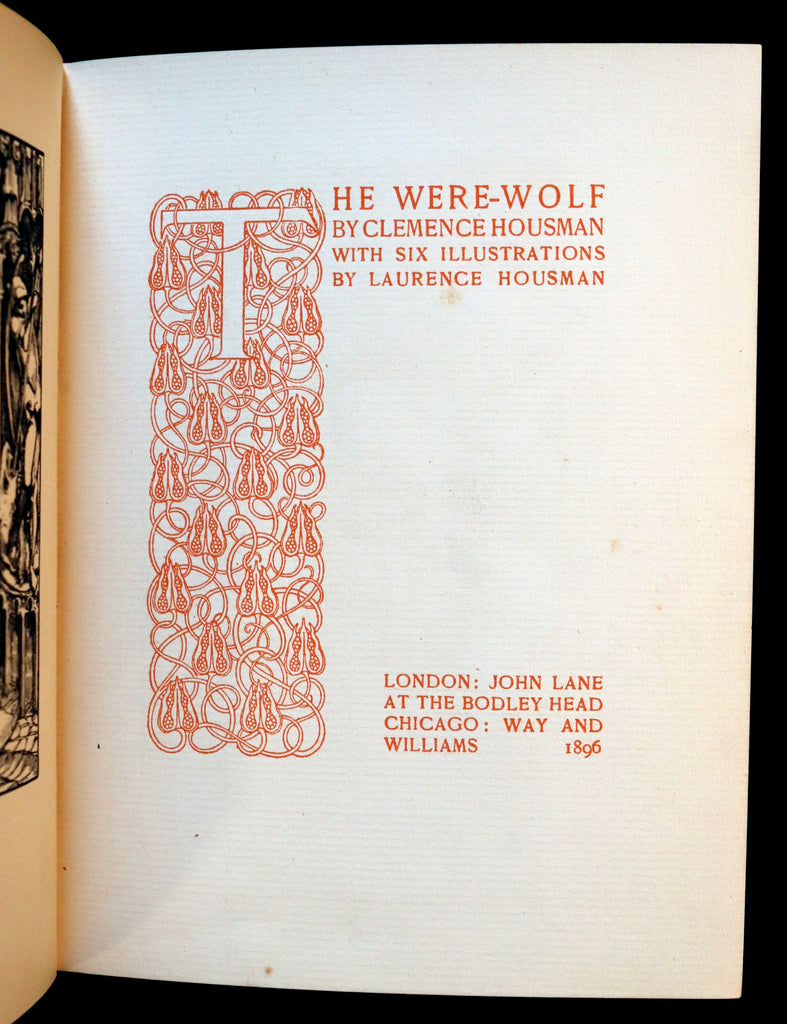 THE WERE-WOLF
BY CLEMENCE HOUSMAN
WITH SIX ILLUSTRATIONS
BY LAURENCE HOUSMAN
LONDON: JOHN LANE
AT THE BODLEY HEAD
CHICAGO: WAY AND
WILLIAMS 1896